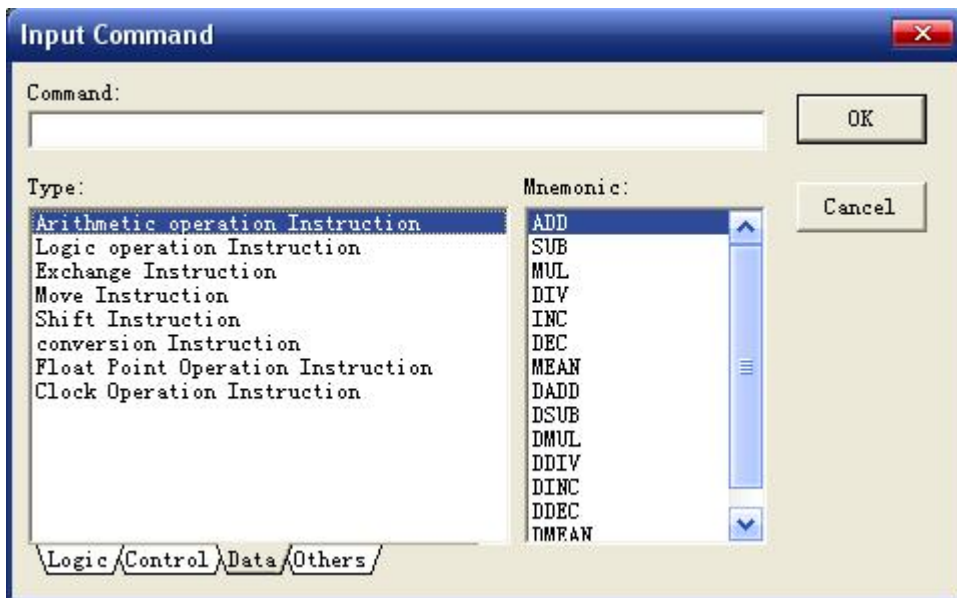 Input Command
Command:
OK
Type:
Mnemonic:
Cancel
Arithmetic operation Instruction
Logic operation Instruction
Exchange Instruction
Move Instruction
Shift Instruction
conversion Instruction
Float Point Operation Instruction
Clock Operation Instruction
ADD
SUB
MUL
DIV
INC
DEC
MEAN
DADD
DSUB
DMUL
DDIV
DINC
DDEC
DMEAN
Logic Control Data Others